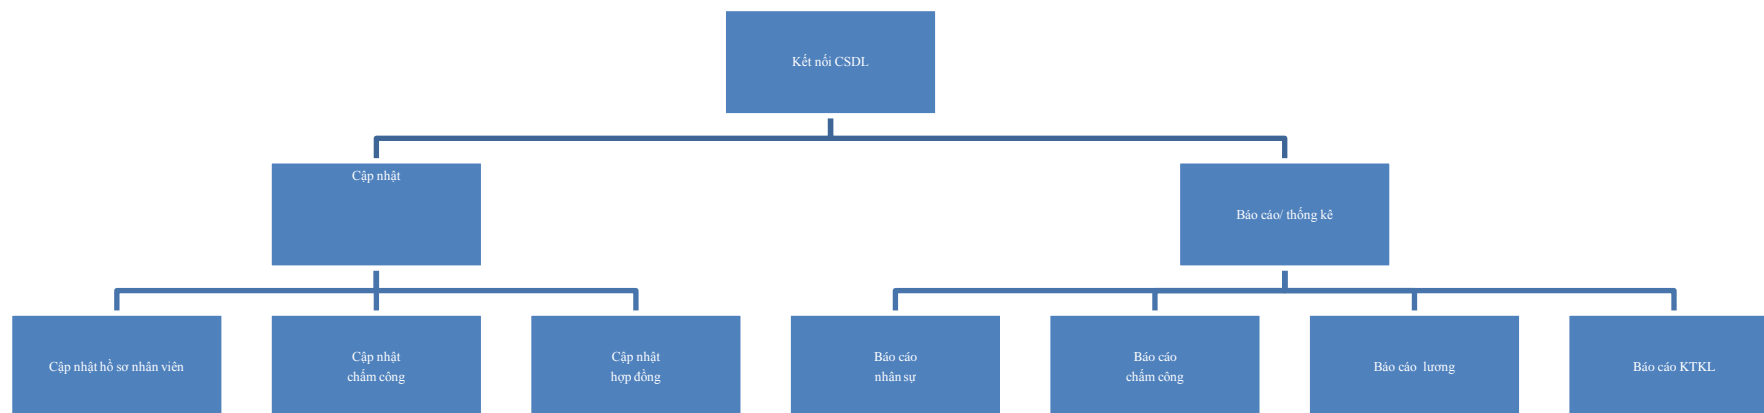 Kết nối CSDL
Cập nhật
Báo cáo/ thống kê
Cập nhật hồ sơ nhân viên
Cập nhật
chấm công
Cập nhật
hợp đồng
Báo cáo
nhân sự
Báo cáo
chấm công
Báo cáo  lương
Báo cáo KTKL